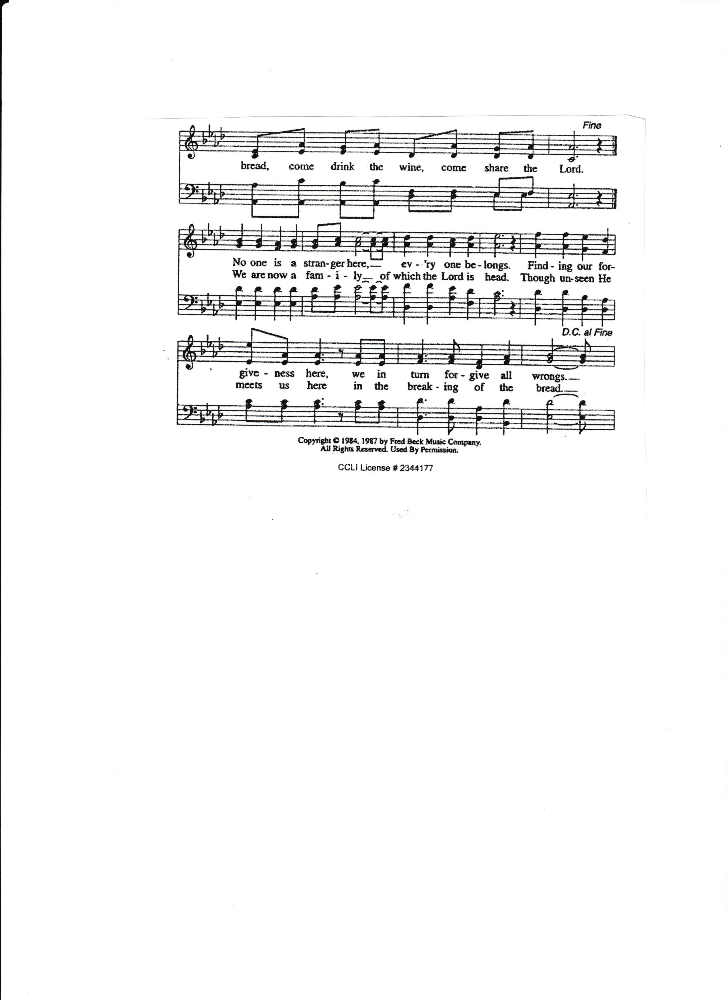 Fine
bread, come drink the wine, come share the Lord.
No one is a stran-ger here,— ev-'ry one be-longs. Find-ing our for-
We are now a fam-i-ly— of which the Lord is head. Though un-seen He
D.C. al Fine
give-ness here, we in turn for-give all wrongs.—
meets us here in the break-ing of the bread.—
Copyright © 1984, 1987 by Fred Beck Music Company.
All Rights Reserved. Used By Permission.
CCLI License # 2344177